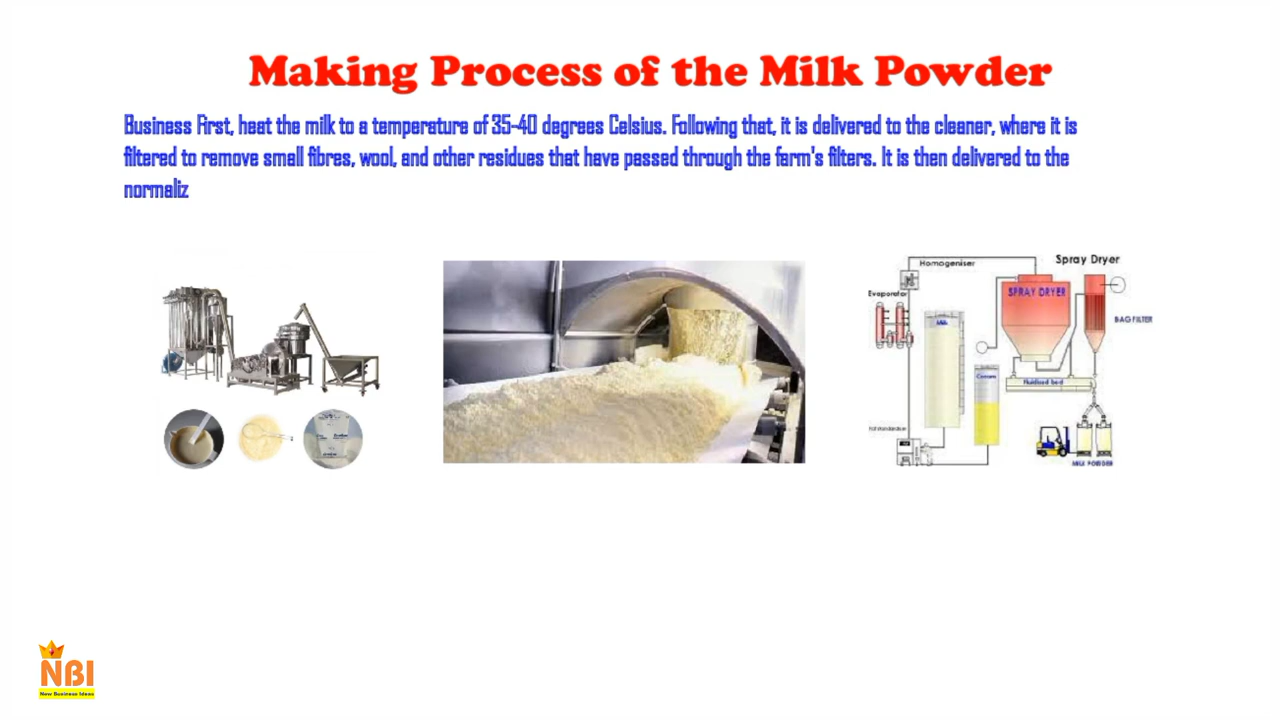 Making Process of the Milk Powder
Business First, heat the milk to a temperature of 35-40 degrees Celsius. Following that, it is delivered to the cleaner, where it is
filtered to remove small fibres, wool, and other residues that have passed through the farm's filters. It is then delivered to the
normaliz
Homogeniser
Spray Dryer
Evaporator
SPRAY DRYER
BAG FILTER
Milk
Cream
Fluidised bed
MILK POWDER
NBI
New Business Ideas